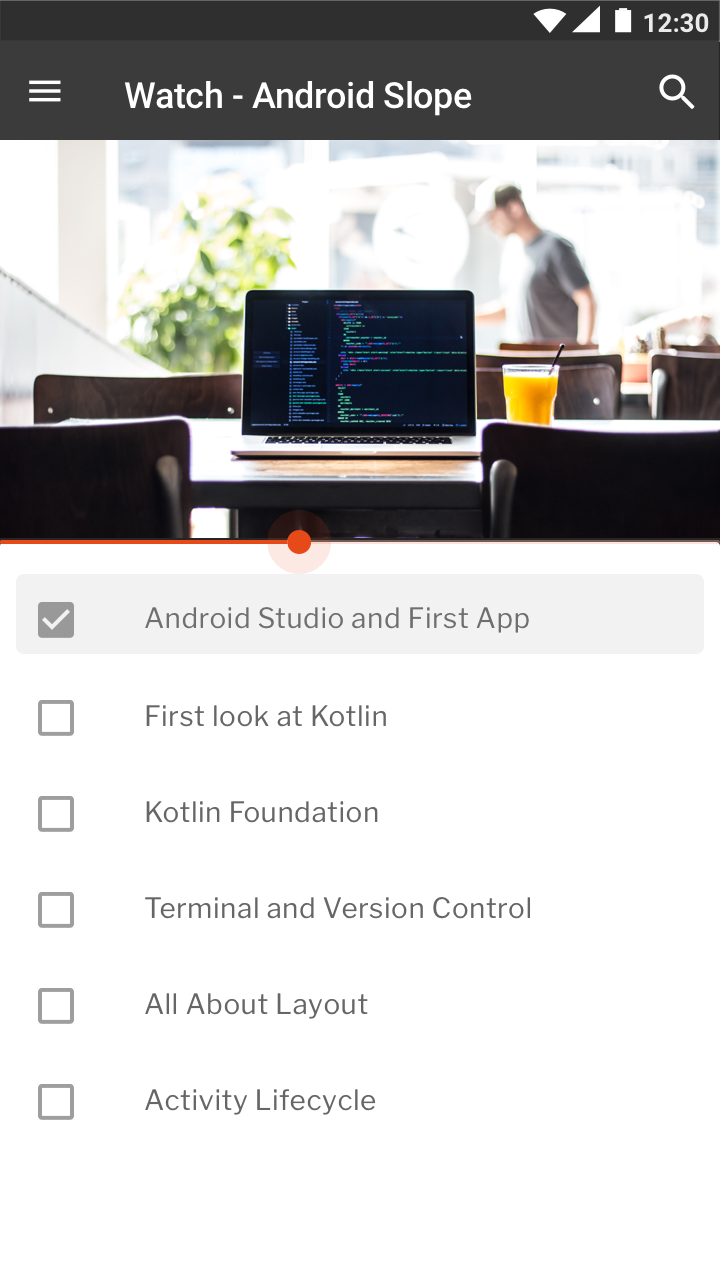 12:30
Watch - Android Slope
Android Studio and First App
First look at Kotlin
Kotlin Foundation
Terminal and Version Control
All About Layout
Activity Lifecycle